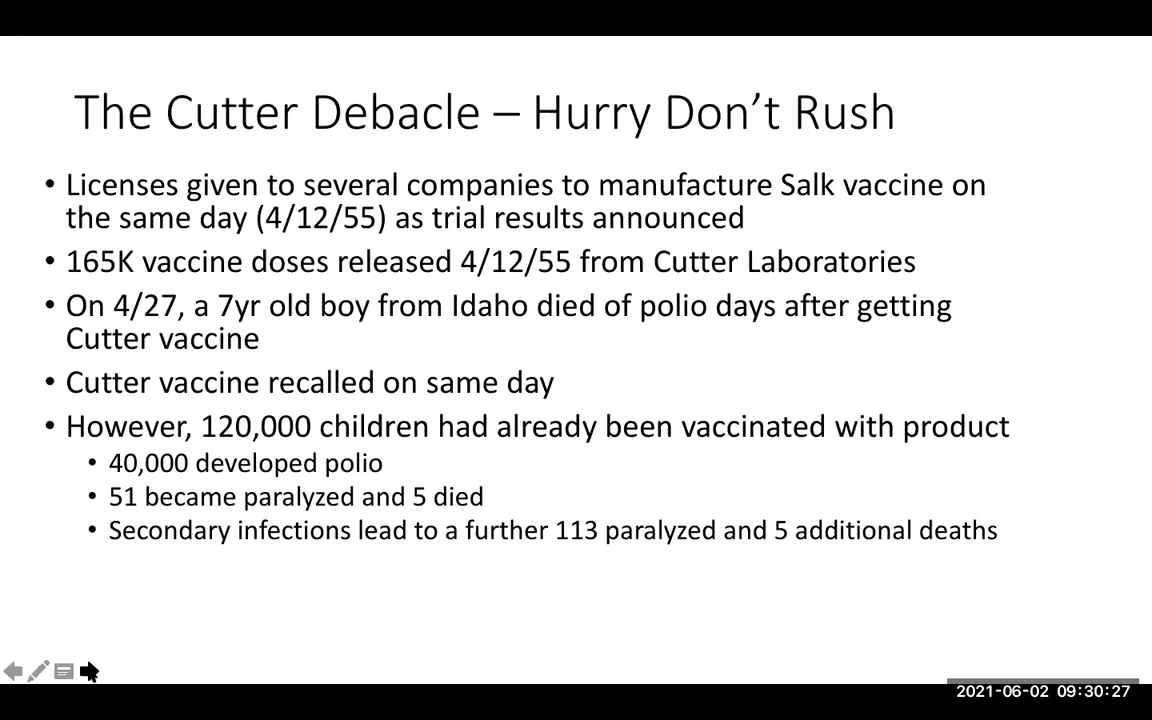 The Cutter Debacle – Hurry Don’t Rush
• Licenses given to several companies to manufacture Salk vaccine on
the same day (4/12/55) as trial results announced
• 165K vaccine doses released 4/12/55 from Cutter Laboratories
• On 4/27, a 7yr old boy from Idaho died of polio days after getting
Cutter vaccine
• Cutter vaccine recalled on same day
• However, 120,000 children had already been vaccinated with product
• 40,000 developed polio
• 51 became paralyzed and 5 died
• Secondary infections lead to a further 113 paralyzed and 5 additional deaths
2021-06-02 09:30:27